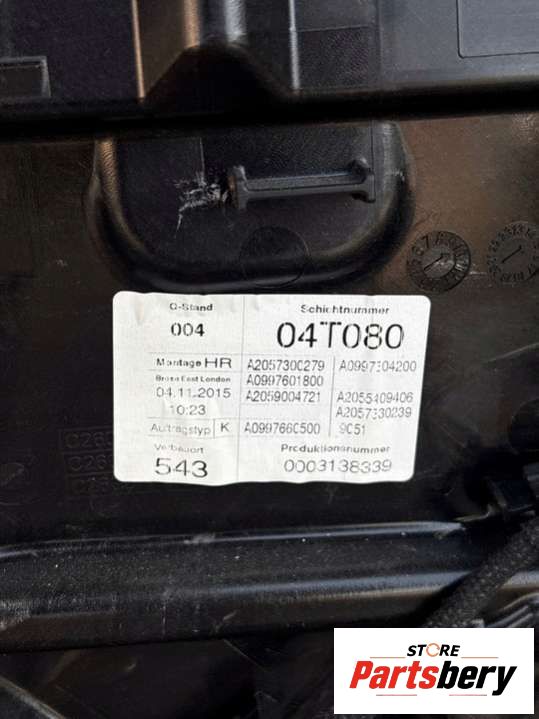 Q-Stand
Schichtnummer
004
04T080
Montage HR
A2057300279
A0997304200
Brose East London
A0997601800
04.11.2015
A2059004721
A2055409406
10:23
A2057330239
Auftragstyp
K
A0997660500
9C51
Verbauort
Produktionsnummer
543
0003138339
STORE
Partsbery